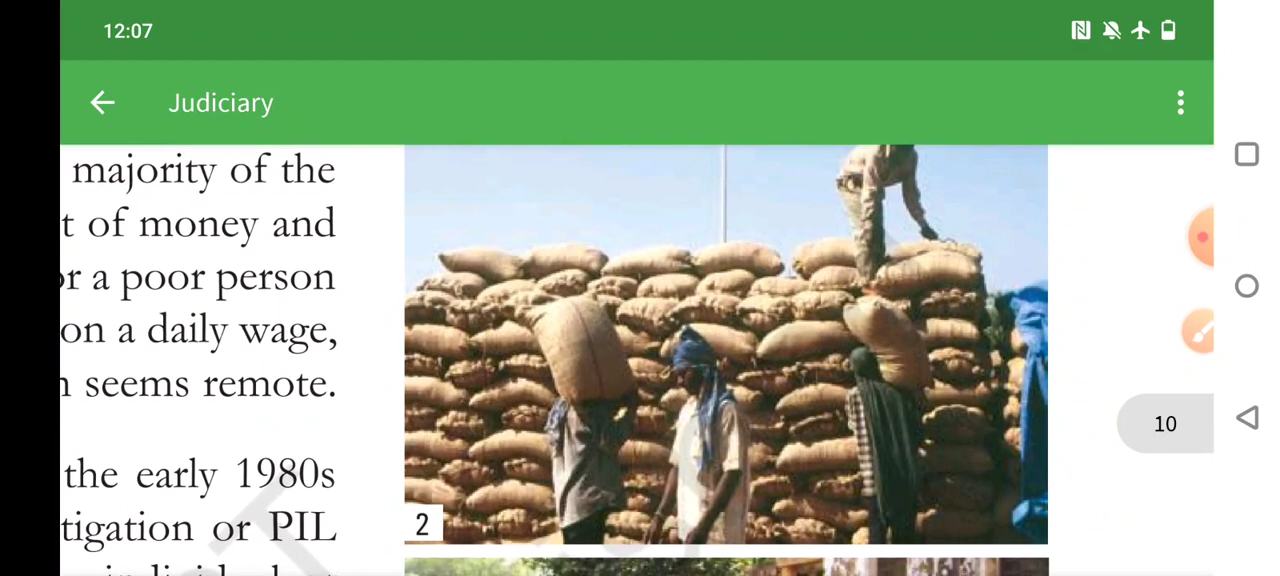 12:07
Judiciary
majority of the
t of money and
r a poor person
on a daily wage,
seems remote.
the early 1980s
tigation or PIL
2
10